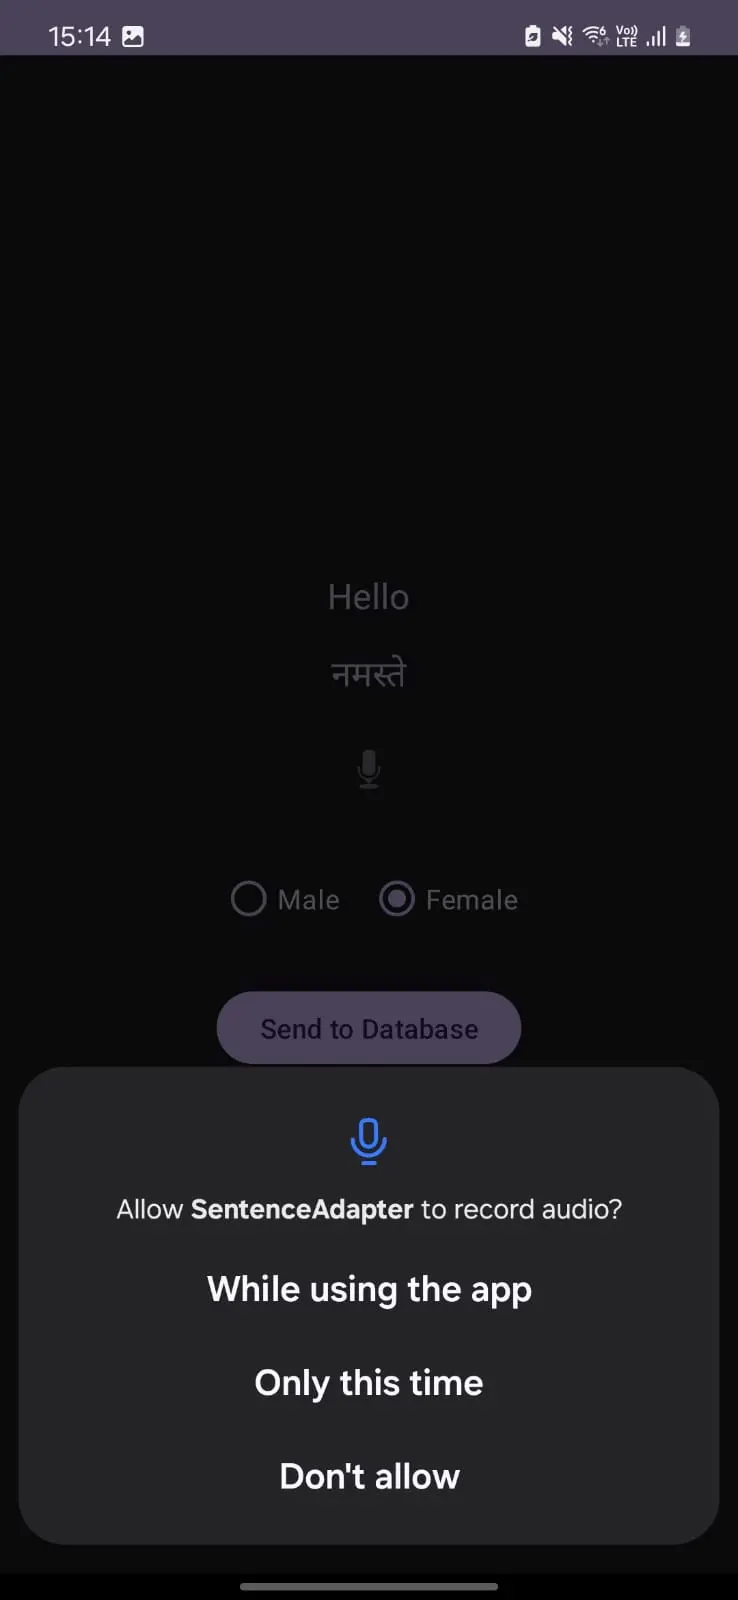 15:14
Vo))
LTE
Hello
नमस्ते
Male Female
Send to Database
Allow SentenceAdapter to record audio?
While using the app
Only this time
Don't allow